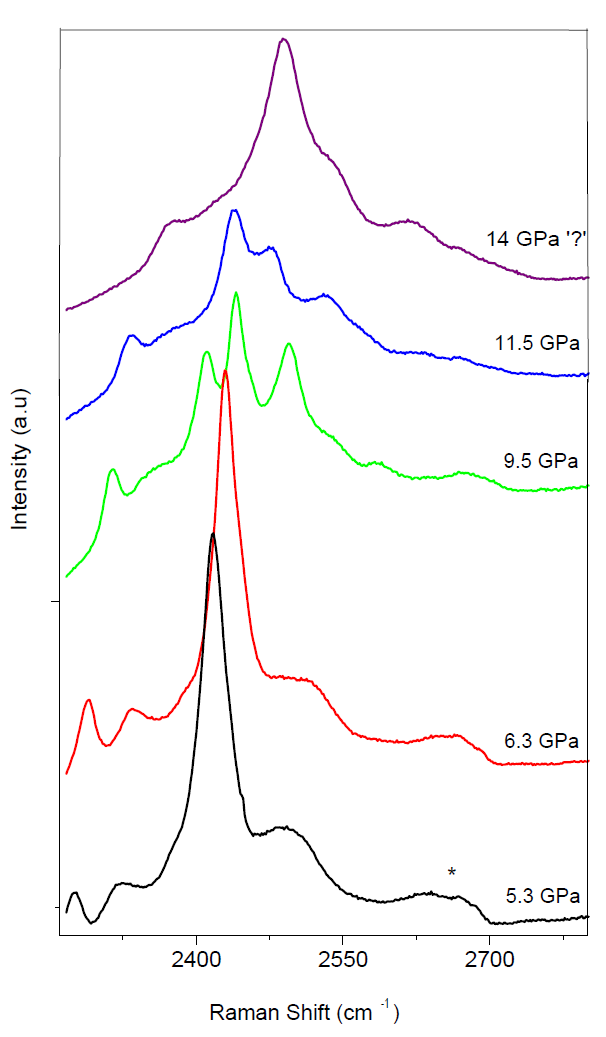 14 GPa '?'
11.5 GPa
9.5 GPa
6.3 GPa
*
5.3 GPa
Intensity (a.u)
2400 2550 2700
Raman Shift (cm -1)